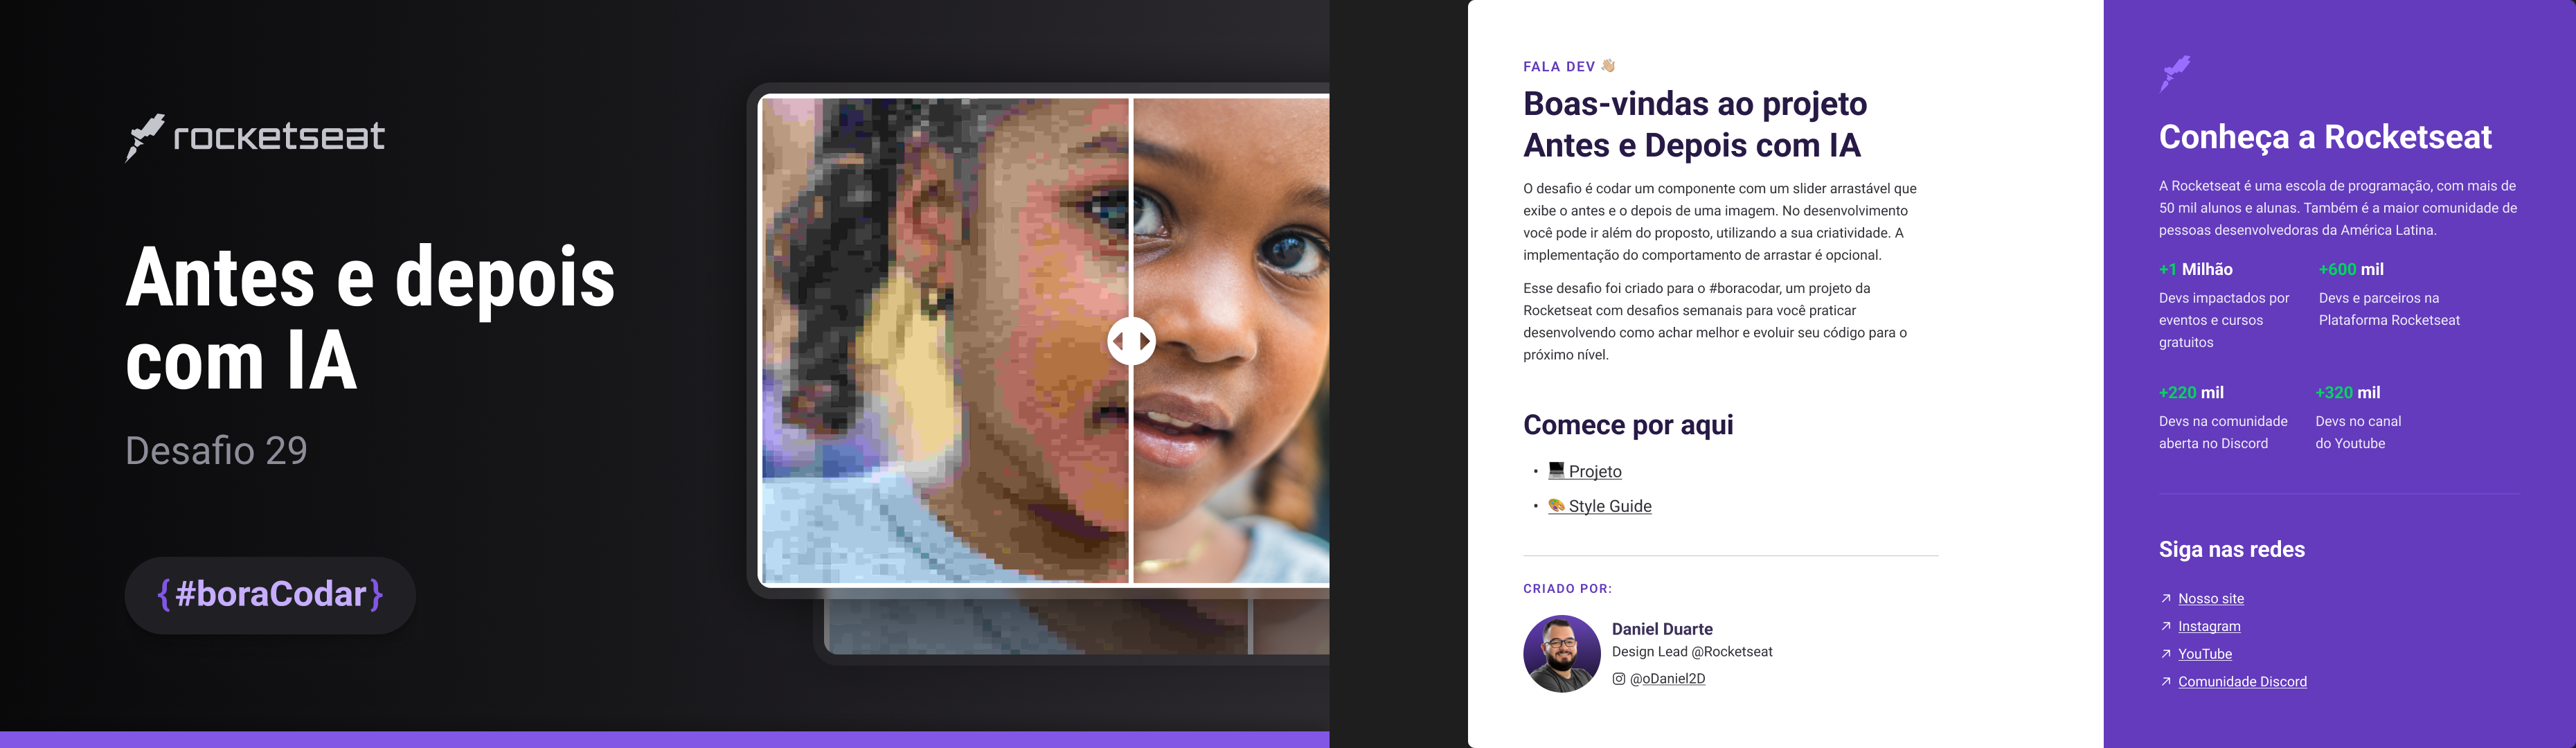 rocketseat
Antes e depois
com IA
Desafio 29
{#boraCodar}
FALA DEV 👋🏼
Boas-vindas ao projeto
Antes e Depois com IA
O desafio é codar um componente com um slider arrastável que
exibe o antes e o depois de uma imagem. No desenvolvimento
você pode ir além do proposto, utilizando a sua criatividade. A
implementação do comportamento de arrastar é opcional.
Esse desafio foi criado para o #boracodar, um projeto da
Rocketseat com desafios semanais para você praticar
desenvolvendo como achar melhor e evoluir seu código para o
próximo nível.
Comece por aqui
• 💻 Projeto
• 🎨 Style Guide
CRIADO POR:
Daniel Duarte
Design Lead @Rocketseat
@oDaniel2D
Conheça a Rocketseat
A Rocketseat é uma escola de programação, com mais de
50 mil alunos e alunas. Também é a maior comunidade de
pessoas desenvolvedoras da América Latina.
+1 Milhão
Devs impactados por
eventos e cursos
gratuitos
+600 mil
Devs e parceiros na
Plataforma Rocketseat
+220 mil
Devs na comunidade
aberta no Discord
+320 mil
Devs no canal
do Youtube
Siga nas redes
↗ Nosso site
↗ Instagram
↗ YouTube
↗ Comunidade Discord